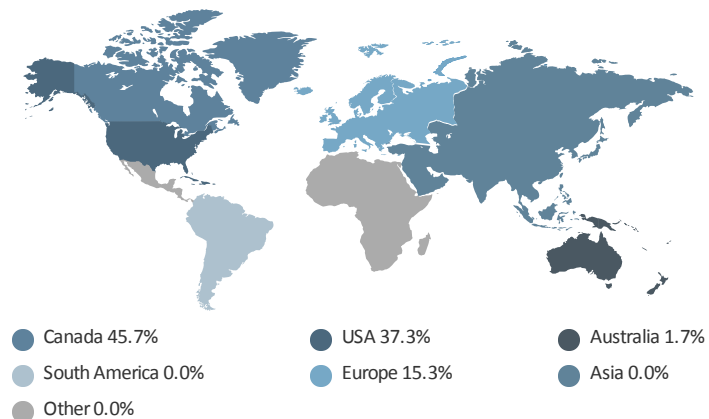 Canada 45.7%
USA 37.3%
Australia 1.7%
South America 0.0%
Europe 15.3%
Asia 0.0%
Other 0.0%